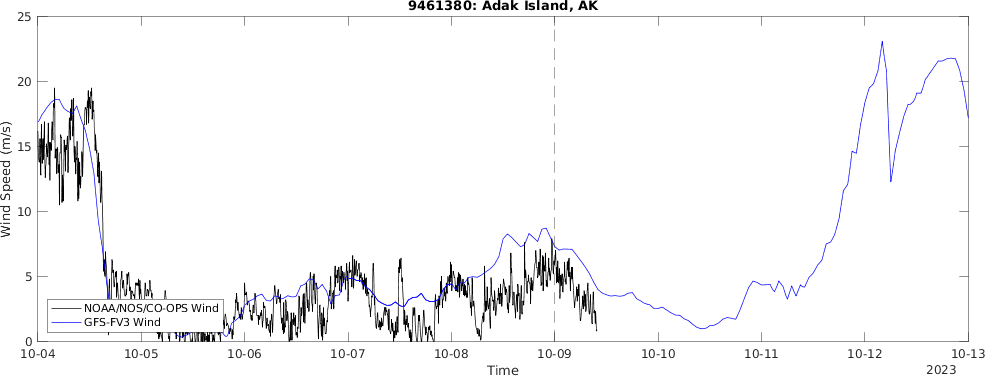 9461380: Adak Island, AK
25
20
15
10
5
0
Wind Speed (m/s)
NOAA/NOS/CO-OPS Wind
GFS-FV3 Wind
10-04 10-05 10-06 10-07 10-08 10-09 10-10 10-11 10-12 10-13
Time
2023